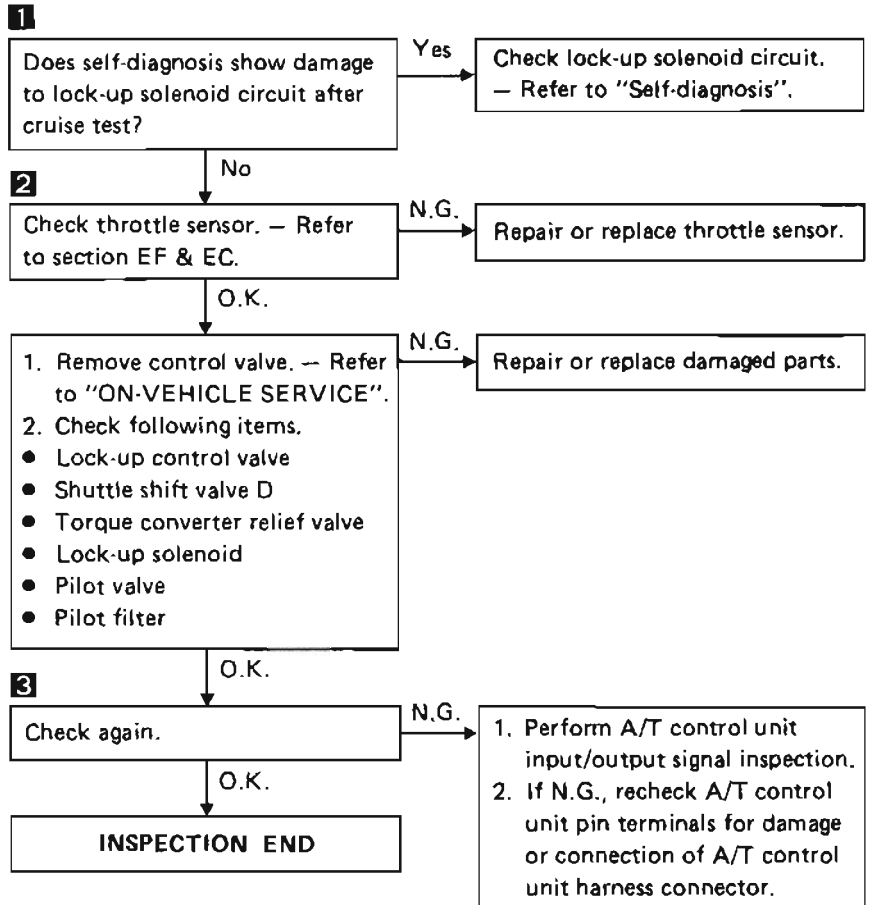 1
Does self-diagnosis show damage
to lock-up solenoid circuit after
cruise test?
Yes
Check lock-up solenoid circuit.
— Refer to "Self-diagnosis".
No
2
Check throttle sensor. — Refer
to section EF & EC.
N.G.
Repair or replace throttle sensor.
O.K.
1. Remove control valve. — Refer
to "ON-VEHICLE SERVICE".
2. Check following items.
● Lock-up control valve
● Shuttle shift valve D
● Torque converter relief valve
● Lock-up solenoid
● Pilot valve
● Pilot filter
N.G.
Repair or replace damaged parts.
O.K.
3
Check again.
N.G.
1. Perform A/T control unit
input/output signal inspection.
2. If N.G., recheck A/T control
unit pin terminals for damage
or connection of A/T control
unit harness connector.
O.K.
INSPECTION END